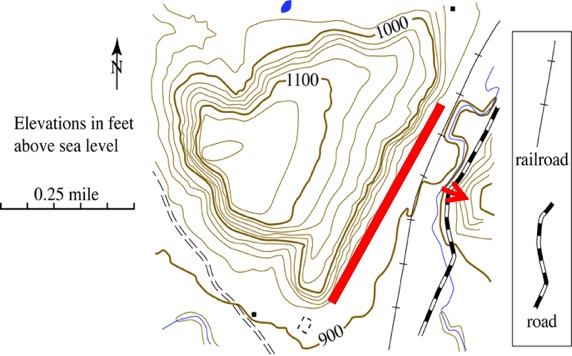 1000
N
1100
Elevations in feet
above sea level
railroad
0.25 mile
road
900